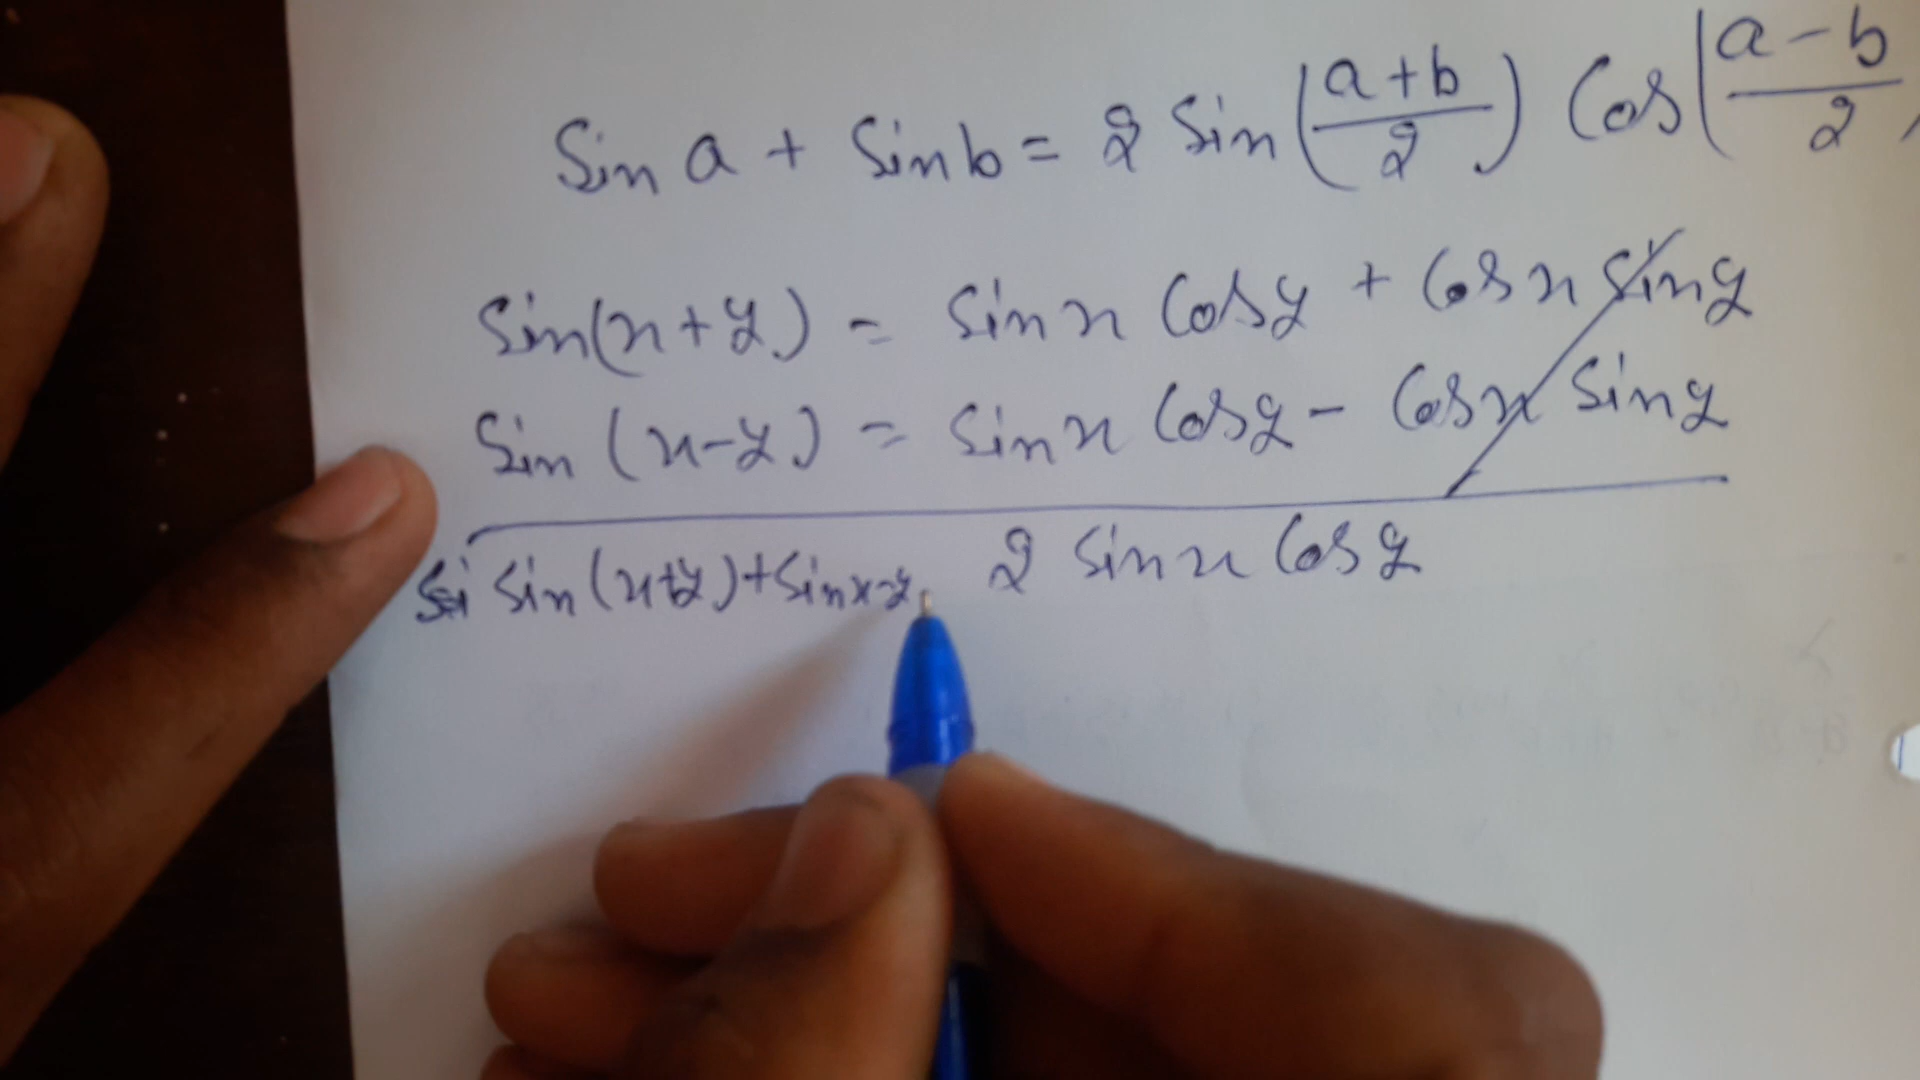 Sin a + Sin b = 2 Sin (a+b/2) Cos (a-b/2
Sin(x+y) = Sin x Cos y + Cos x Sin y
Sin (x-y) = Sin x Cos y - Cos x Sin y
Si Sin (x+y) + Sin x-y 2 Sin x Cos y